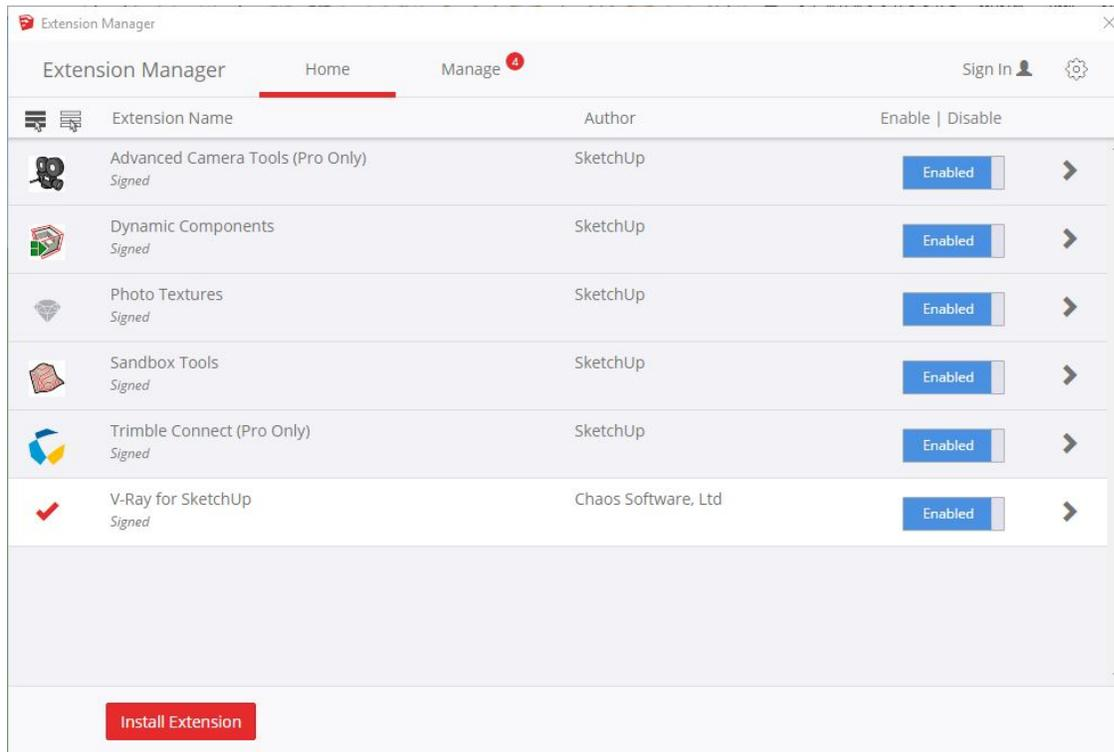 Extension Manager
Extension Manager Home Manage 4 Sign In
Extension Name Author Enable | Disable
Advanced Camera Tools (Pro Only) SketchUp Enabled
Signed
Dynamic Components SketchUp Enabled
Signed
Photo Textures SketchUp Enabled
Signed
Sandbox Tools SketchUp Enabled
Signed
Trimble Connect (Pro Only) SketchUp Enabled
Signed
V-Ray for SketchUp Chaos Software, Ltd Enabled
Signed
Install Extension